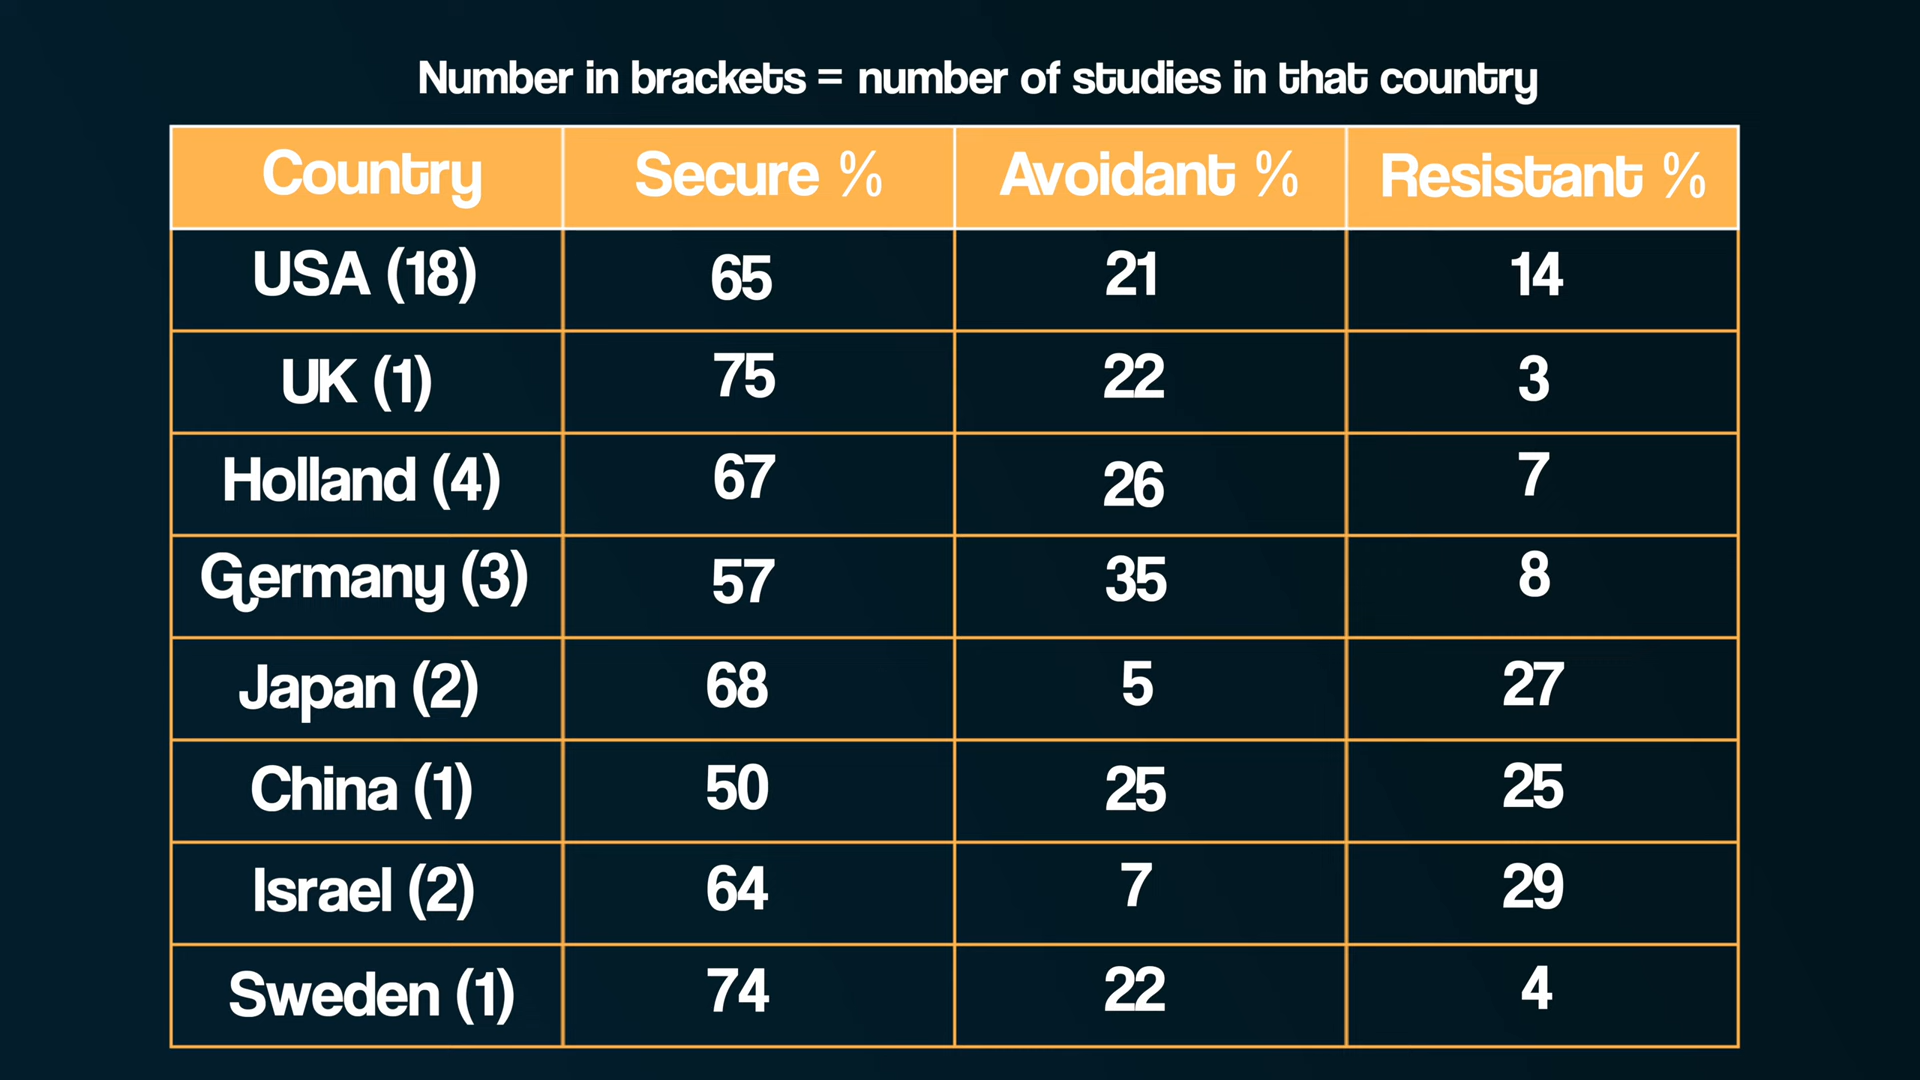 Number in brackets = number of studies in that country
Country Secure % Avoidant % Resistant %
USA (18) 65 21 14
UK (1) 75 22 3
Holland (4) 67 26 7
Germany (3) 57 35 8
Japan (2) 68 5 27
China (1) 50 25 25
Israel (2) 64 7 29
Sweden (1) 74 22 4